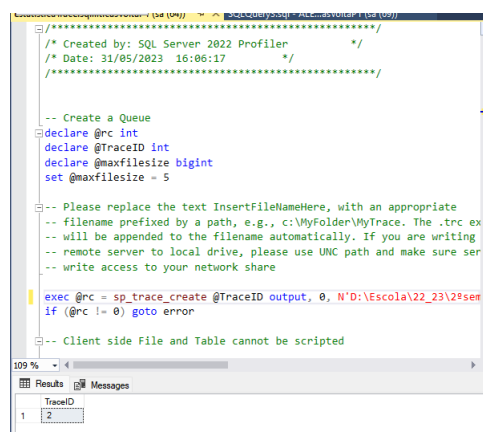 /*****************************************************/
/* Created by: SQL Server 2022 Profiler */
/* Date: 31/05/2023 16:06:17 */
/*****************************************************/
-- Create a Queue
declare @rc int
declare @TraceID int
declare @maxfilesize bigint
set @maxfilesize = 5
-- Please replace the text InsertFileNameHere, with an appropriate
-- filename prefixed by a path, e.g., c:\MyFolder\MyTrace. The .trc ex
-- will be appended to the filename automatically. If you are writing
-- remote server to local drive, please use UNC path and make sure ser
-- write access to your network share
exec @rc = sp_trace_create @TraceID output, 0, N'D:\Escola\22_23\2ºsem
if (@rc != 0) goto error
-- Client side File and Table cannot be scripted
109 %
Results Messages
TraceID
1 2